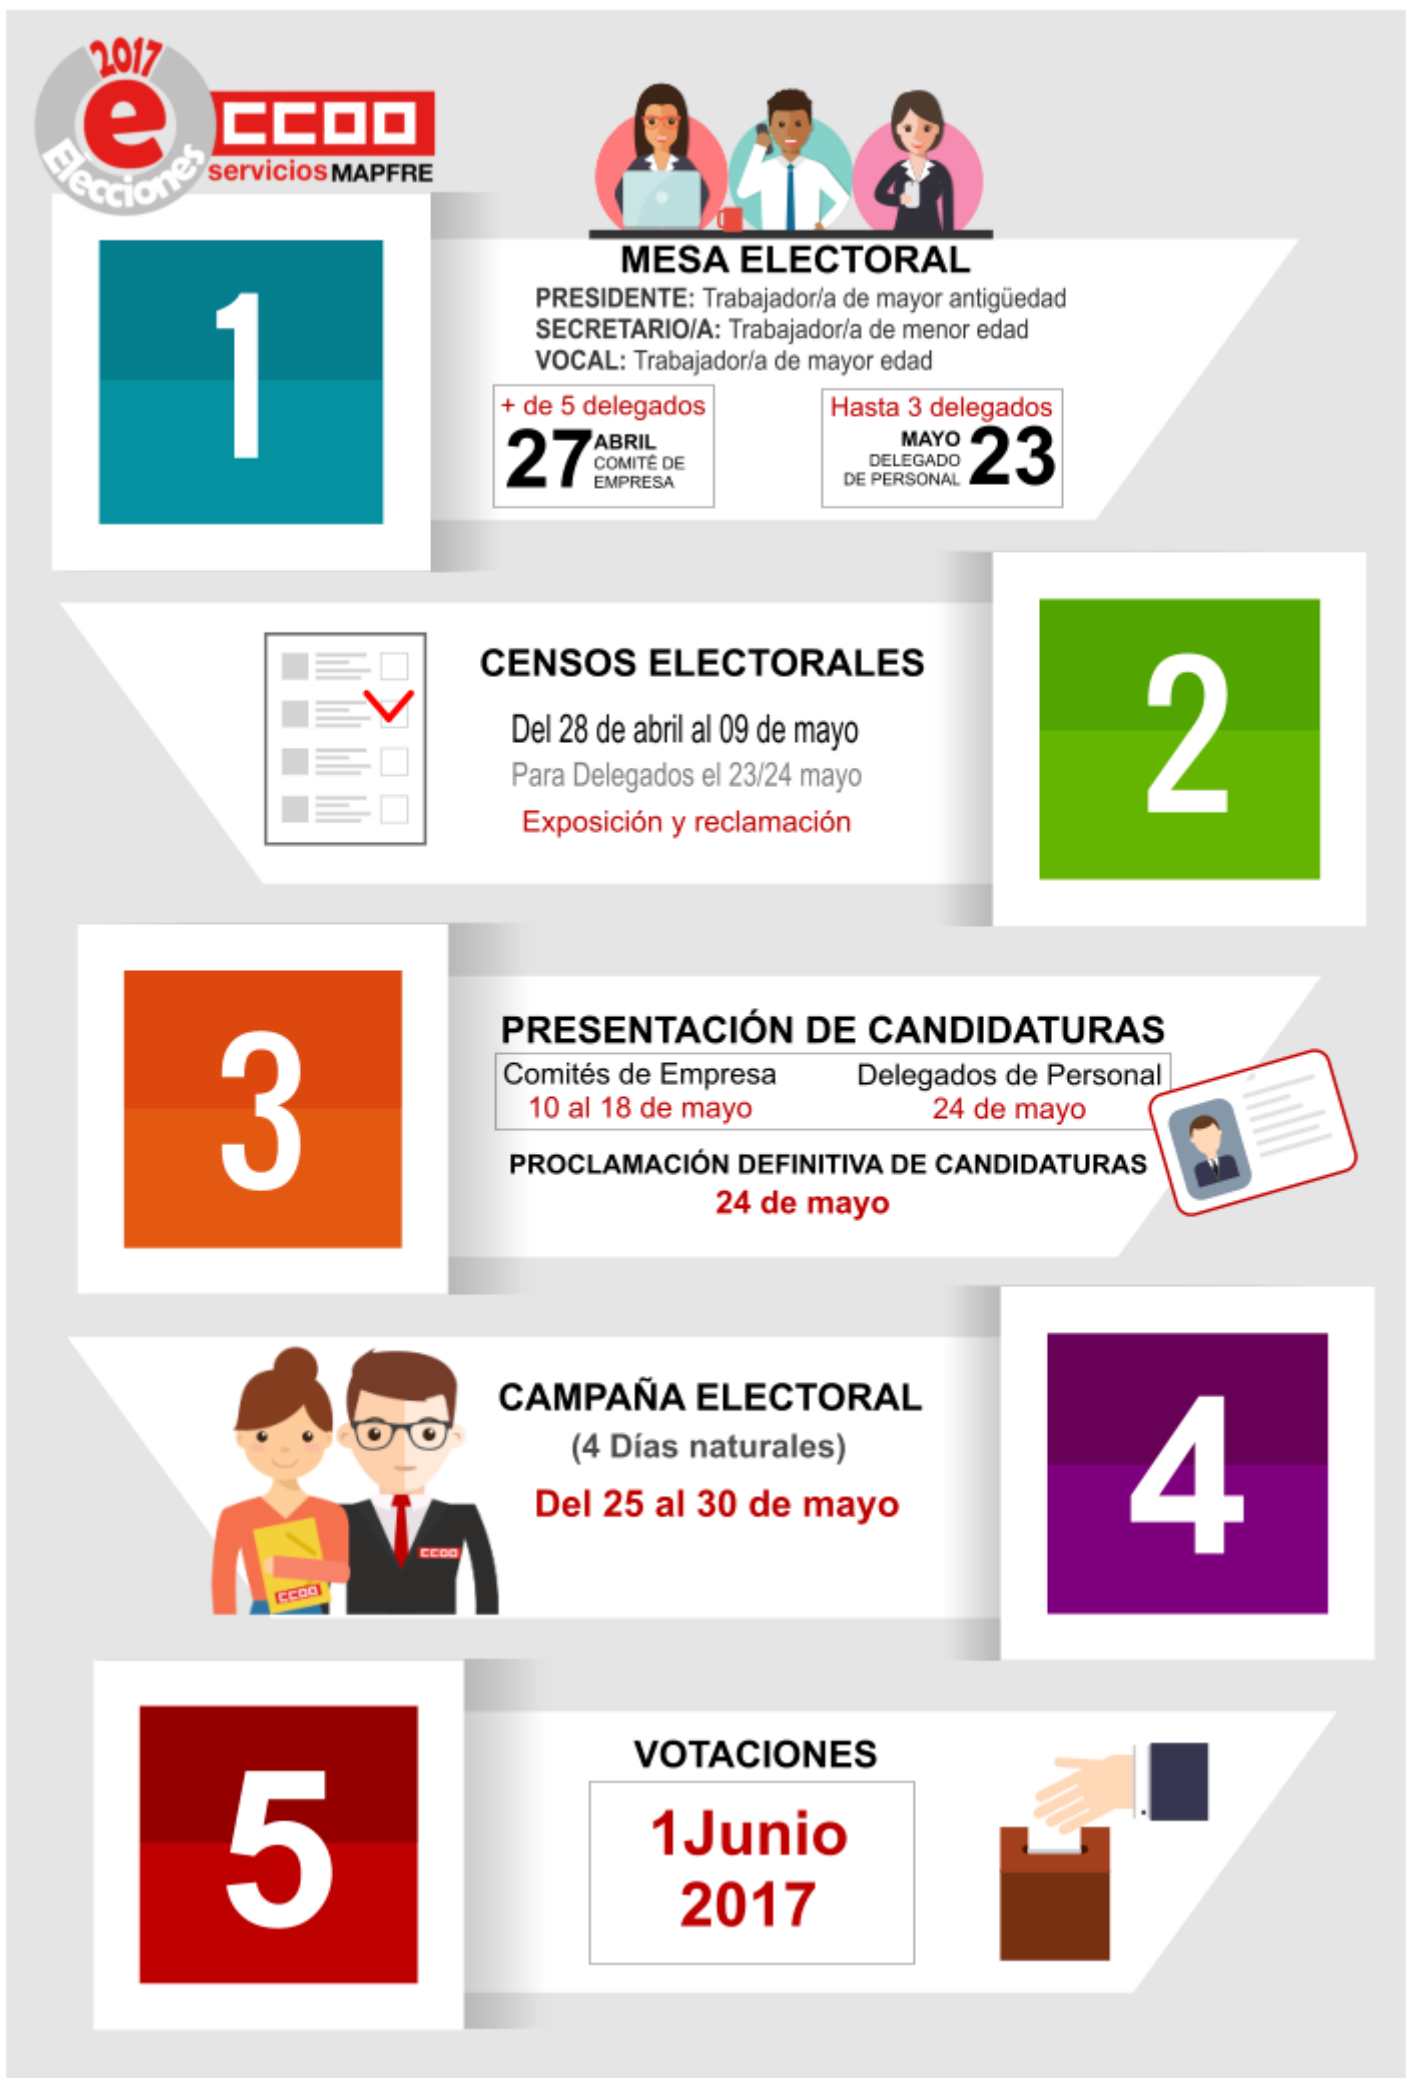 2017
e
Elecciones
CCOO
servicios MAPFRE
1
MESA ELECTORAL
PRESIDENTE: Trabajador/a de mayor antigüedad
SECRETARIO/A: Trabajador/a de menor edad
VOCAL: Trabajador/a de mayor edad
+ de 5 delegados
27 ABRIL
COMITÉ DE
EMPRESA
Hasta 3 delegados
MAYO 23
DELEGADO
DE PERSONAL
2
CENSOS ELECTORALES
Del 28 de abril al 09 de mayo
Para Delegados el 23/24 mayo
Exposición y reclamación
3
PRESENTACIÓN DE CANDIDATURAS
Comités de Empresa
10 al 18 de mayo
Delegados de Personal
24 de mayo
PROCLAMACIÓN DEFINITIVA DE CANDIDATURAS
24 de mayo
4
CAMPAÑA ELECTORAL
(4 Días naturales)
Del 25 al 30 de mayo
CCOO
CCOO
5
VOTACIONES
1Junio
2017